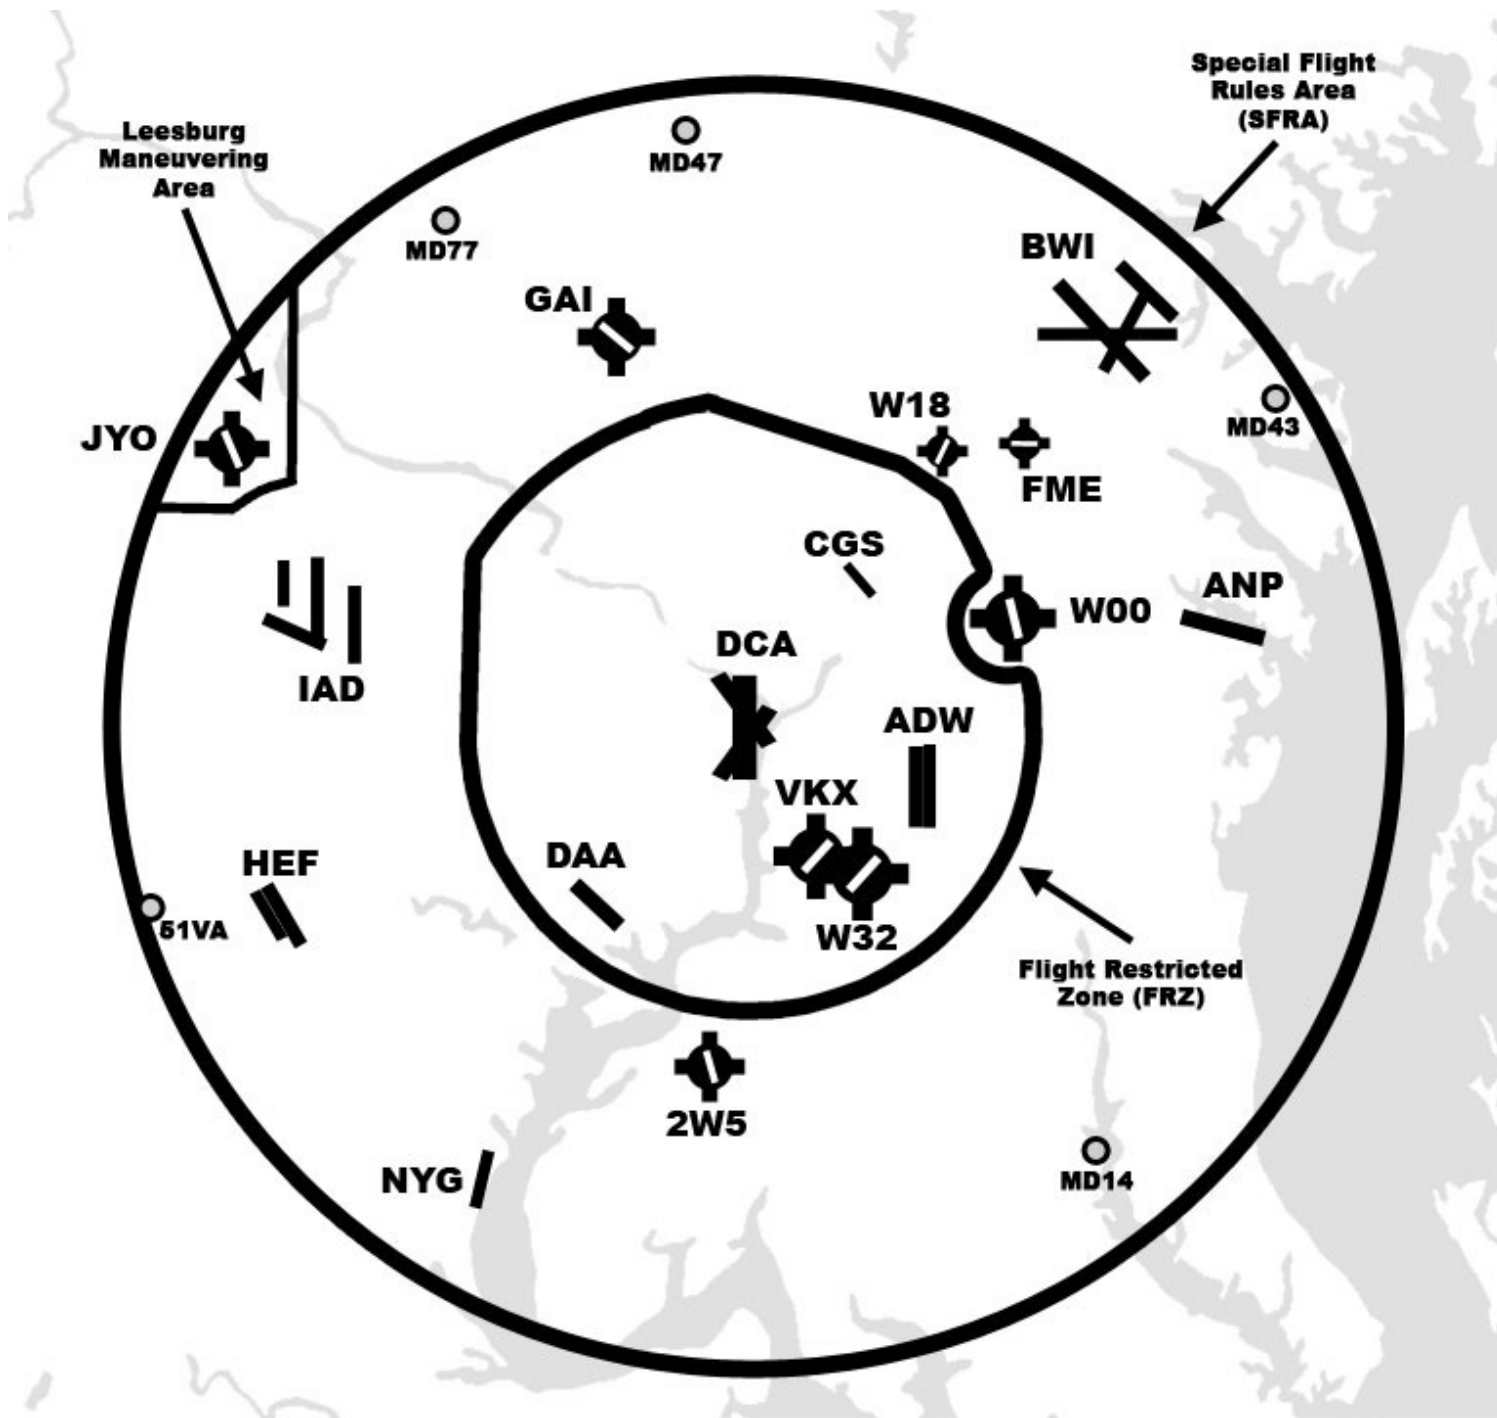 Special Flight
Rules Area
(SFRA)
Leesburg
Maneuvering
Area
MD47
MD77
BWI
GAI
MD43
W18
JYO
FME
CGS
ANP
W00
DCA
IAD
ADW
VKX
DAA
HEF
51VA
W32
Flight Restricted
Zone (FRZ)
2W5
NYG
MD14